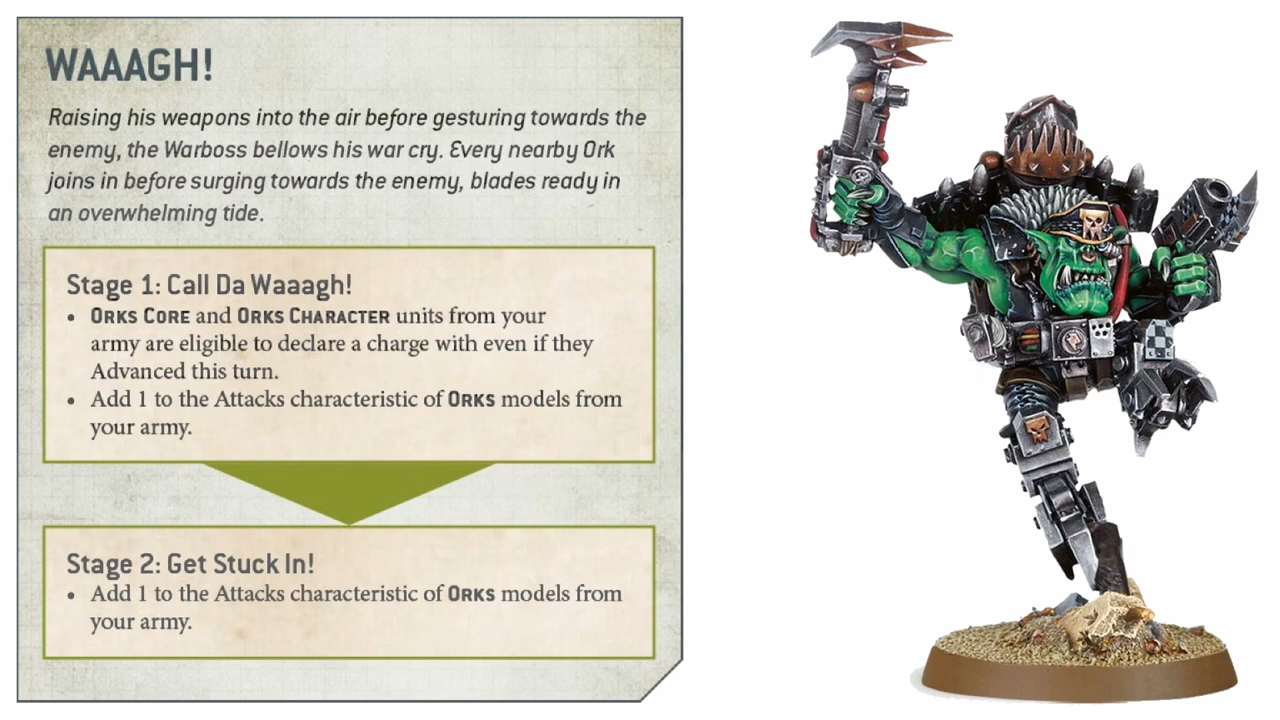 WAAAGH!
Raising his weapons into the air before gesturing towards the
enemy, the Warboss bellows his war cry. Every nearby Ork
joins in before surging towards the enemy, blades ready in
an overwhelming tide.
Stage 1: Call Da Waaagh!
• ORKS CORE and ORKS CHARACTER units from your
army are eligible to declare a charge with even if they
Advanced this turn.
• Add 1 to the Attacks characteristic of ORKS models from
your army.
Stage 2: Get Stuck In!
• Add 1 to the Attacks characteristic of ORKS models from
your army.